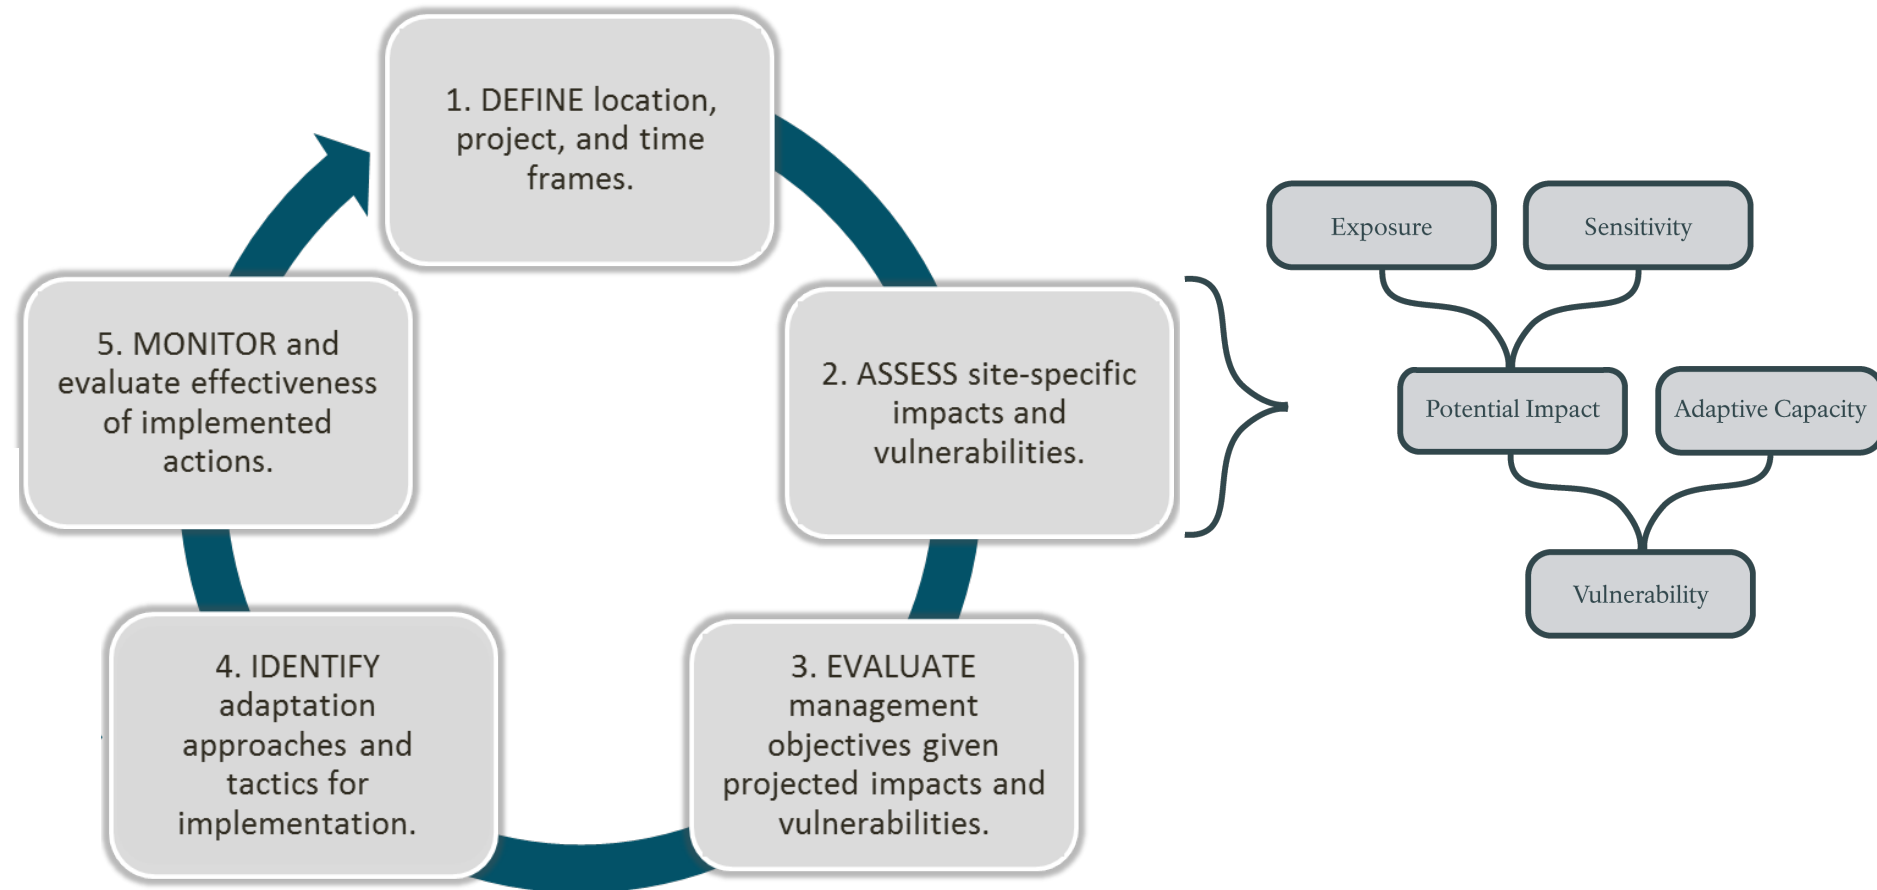 1. DEFINE location,
project, and time
frames.
2. ASSESS site-specific
impacts and
vulnerabilities.
3. EVALUATE
management
objectives given
projected impacts and
vulnerabilities.
4. IDENTIFY
adaptation
approaches and
tactics for
implementation.
5. MONITOR and
evaluate effectiveness
of implemented
actions.
Exposure
Sensitivity
Potential Impact
Adaptive Capacity
Vulnerability